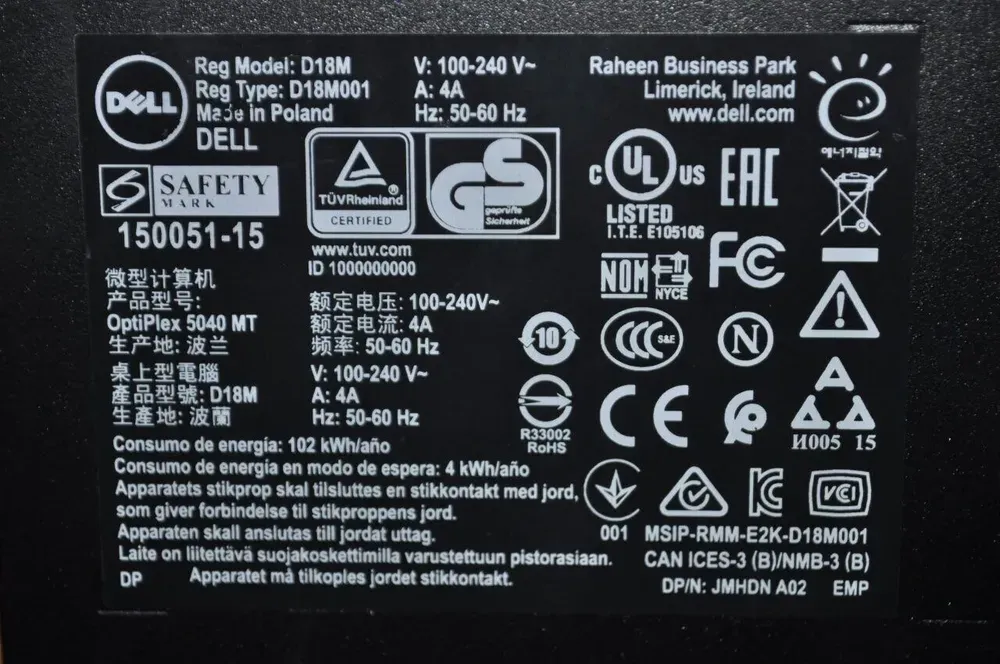 DELL
Reg Model: D18M
Reg Type: D18M001
Made in Poland
DELL
V: 100-240 V~
A: 4A
Hz: 50-60 Hz
Raheen Business Park
Limerick, Ireland
www.dell.com
에너지절약
S SAFETY
MARK
150051-15
TÜVRheinland®
CERTIFIED
GS
geprüfte
Sicherheit
www.tuv.com
ID 1000000000
C UL US
LISTED
I.T.E. E105106
EAC
NOM
NYCE
FC
微型计算机
产品型号:
OptiPlex 5040 MT
生产地: 波兰
额定电压: 100-240V~
额定电流: 4A
频率: 50-60 Hz
桌上型電腦
產品型號: D18M
生產地: 波蘭
V: 100-240 V~
A: 4A
Hz: 50-60 Hz
10
R33002
RoHS
CCC S&E
N
CE
И005 15
Consumo de energía: 102 kWh/año
Consumo de energía en modo de espera: 4 kWh/año
Apparatets stikprop skal tilsluttes en stikkontakt med jord,
som giver forbindelse til stikproppens jord.
Apparaten skall anslutas till jordat uttag.
Laite on liitettävä suojakoskettimilla varustettuun pistorasiaan.
DP
Apparatet må tilkoples jordet stikkontakt.
001
VCCI
MSIP-RMM-E2K-D18M001
CAN ICES-3 (B)/NMB-3 (B)
DP/N: JMHDN A02
EMP